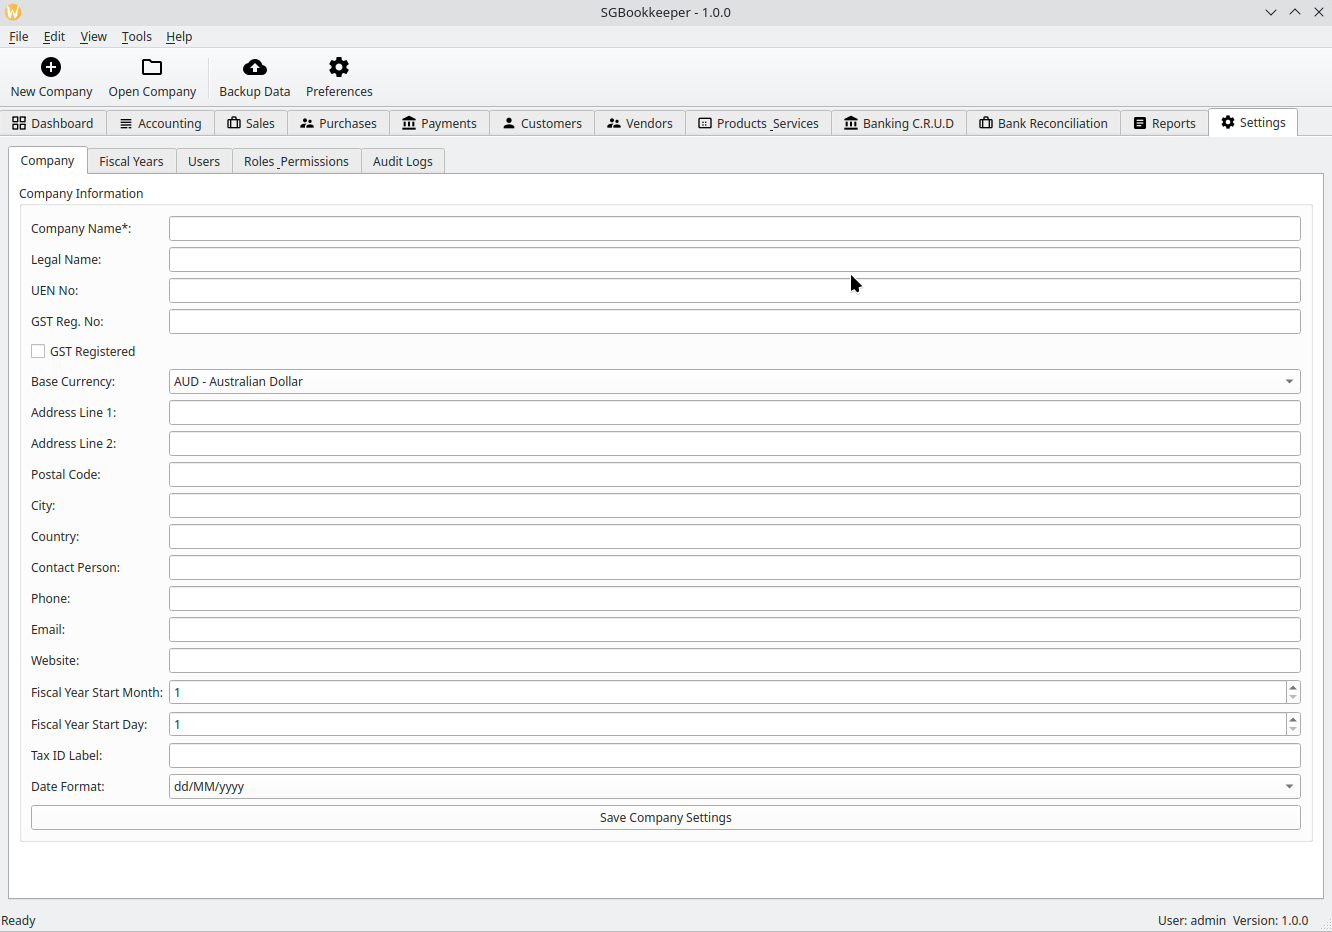 SGBookkeeper - 1.0.0
File Edit View Tools Help
New Company Open Company Backup Data Preferences
Dashboard Accounting Sales Purchases Payments Customers Vendors Products _Services Banking C.R.U.D Bank Reconciliation Reports Settings
Company Fiscal Years Users Roles _Permissions Audit Logs
Company Information
Company Name*:
Legal Name:
UEN No:
GST Reg. No:
GST Registered
Base Currency: AUD - Australian Dollar
Address Line 1:
Address Line 2:
Postal Code:
City:
Country:
Contact Person:
Phone:
Email:
Website:
Fiscal Year Start Month: 1
Fiscal Year Start Day: 1
Tax ID Label:
Date Format: dd/MM/yyyy
Save Company Settings
Ready User: admin Version: 1.0.0